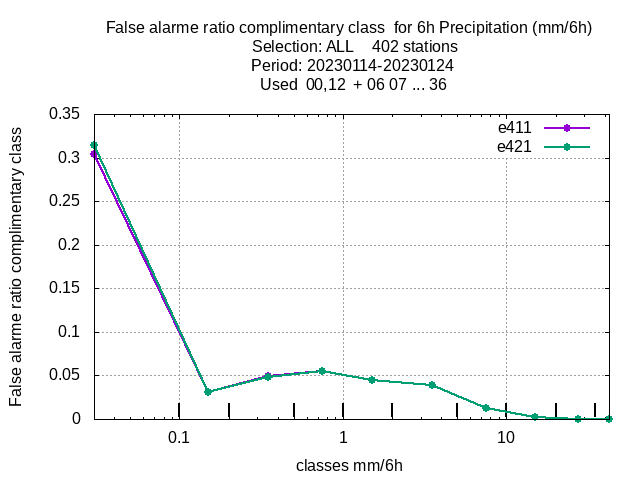 False alarme ratio complimentary class  for 6h Precipitation (mm/6h)
Selection: ALL    402 stations
Period: 20230114-20230124
Used  00,12  + 06 07 ... 36
e411
e421
False alarme ratio complimentary class
0.35
0.3
0.25
0.2
0.15
0.1
0.05
0
0.1 1 10
classes mm/6h